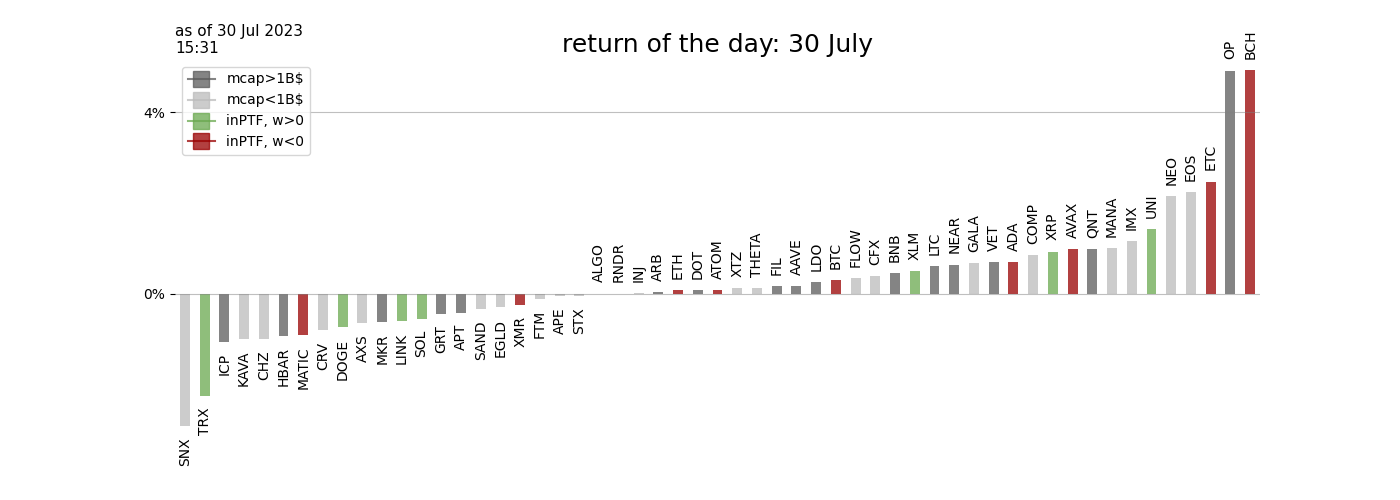 as of 30 Jul 2023
15:31
return of the day: 30 July
mcap>1B$
mcap<1B$
inPTF, w>0
inPTF, w<0
4%
0%
SNX
TRX
ICP
KAVA
CHZ
HBAR
MATIC
CRV
DOGE
AXS
MKR
LINK
SOL
GRT
APT
SAND
EGLD
XMR
FTM
APE
STX
ALGO
RNDR
INJ
ARB
ETH
DOT
ATOM
XTZ
THETA
FIL
AAVE
LDO
BTC
FLOW
CFX
BNB
XLM
LTC
NEAR
GALA
VET
ADA
COMP
XRP
AVAX
QNT
MANA
IMX
UNI
NEO
EOS
ETC
OP
BCH